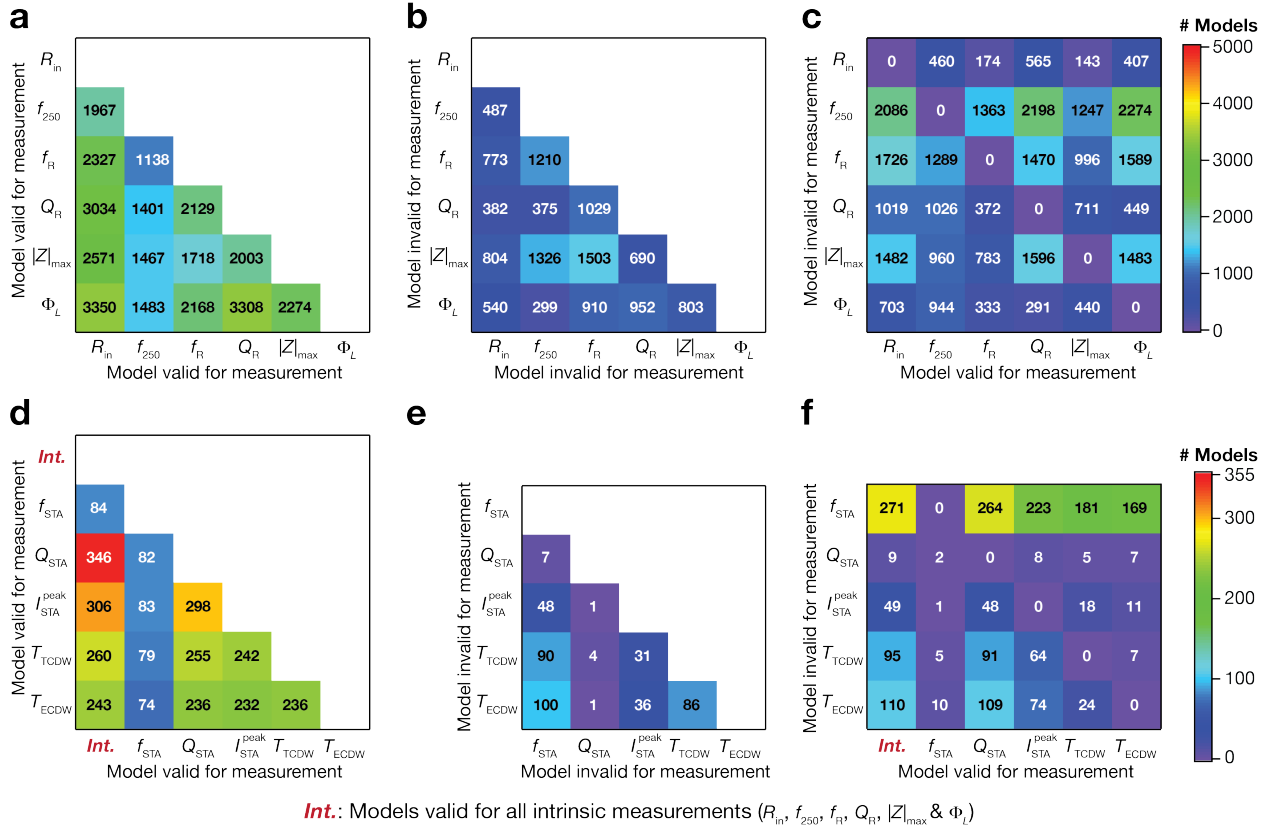 a
b
c
# Models
Model valid for measurement
R_in
f_250 1967
f_R 2327 1138
Q_R 3034 1401 2129
|Z|_max 2571 1467 1718 2003
Φ_L 3350 1483 2168 3308 2274
R_in f_250 f_R Q_R |Z|_max Φ_L
Model valid for measurement
Model invalid for measurement
R_in
f_250 487
f_R 773 1210
Q_R 382 375 1029
|Z|_max 804 1326 1503 690
Φ_L 540 299 910 952 803
R_in f_250 f_R Q_R |Z|_max Φ_L
Model invalid for measurement
Model invalid for measurement
R_in 0 460 174 565 143 407
f_250 2086 0 1363 2198 1247 2274
f_R 1726 1289 0 1470 996 1589
Q_R 1019 1026 372 0 711 449
|Z|_max 1482 960 783 1596 0 1483
Φ_L 703 944 333 291 440 0
R_in f_250 f_R Q_R |Z|_max Φ_L
Model valid for measurement
5000
4000
3000
2000
1000
0
d
e
f
# Models
Model valid for measurement
Int.
f_STA 84
Q_STA 346 82
I_STA^peak 306 83 298
T_TCDW 260 79 255 242
T_ECDW 243 74 236 232 236
Int. f_STA Q_STA I_STA^peak T_TCDW T_ECDW
Model valid for measurement
Model invalid for measurement
f_STA
Q_STA 7
I_STA^peak 48 1
T_TCDW 90 4 31
T_ECDW 100 1 36 86
f_STA Q_STA I_STA^peak T_TCDW T_ECDW
Model invalid for measurement
Model invalid for measurement
f_STA 271 0 264 223 181 169
Q_STA 9 2 0 8 5 7
I_STA^peak 49 1 48 0 18 11
T_TCDW 95 5 91 64 0 7
T_ECDW 110 10 109 74 24 0
Int. f_STA Q_STA I_STA^peak T_TCDW T_ECDW
Model valid for measurement
355
300
200
100
0
Int.: Models valid for all intrinsic measurements (R_in, f_250, f_R, Q_R, |Z|_max & Φ_L)